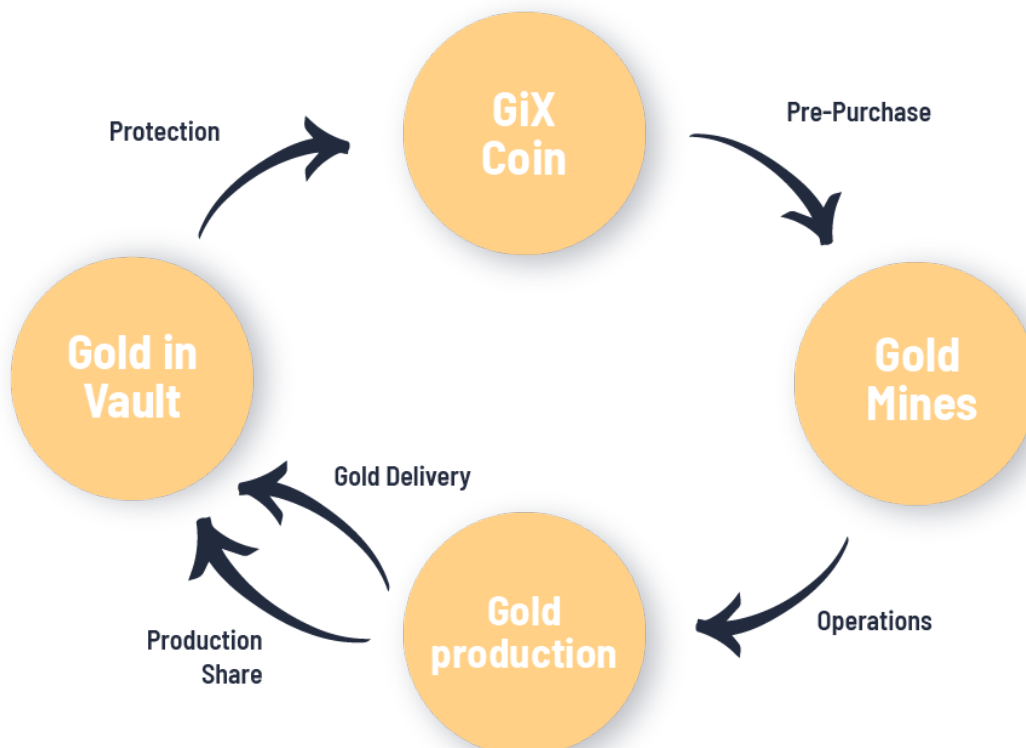 GiX
Coin
Pre-Purchase
Protection
Gold in
Vault
Gold
Mines
Gold Delivery
Gold
production
Operations
Production
Share